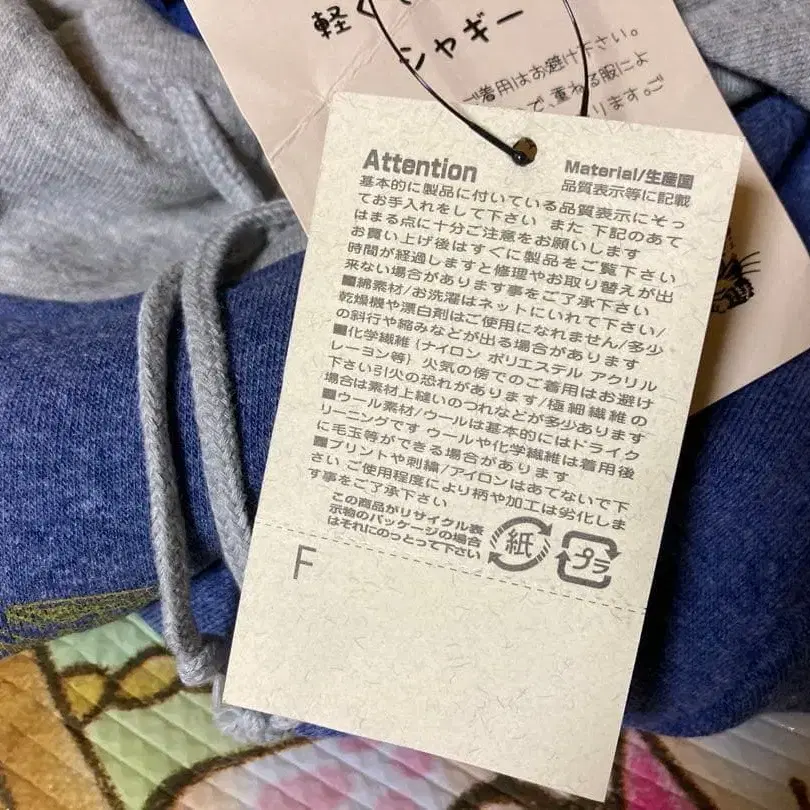 軽く
シャギー
ご着用はお避け下さい。
で、重ねる服によ
ります。ご
Attention
Material/生産国
品質表示等に記載
基本的に製品に付いている品質表示にそっ
てお手入れをして下さい また 下記のあて
はまる点に十分ご注意をお願いします
お買い上げ後はすぐに製品をご覧下さい
時間が経過しますと修理やお取り替えが出
来ない場合があります事をご了承下さい
■綿素材/お洗濯はネットにいれて下さい/
乾燥機や漂白剤はご使用になれません/多少
の斜行や縮みなどが出る場合があります
■化学繊維(ナイロン ポリエステル アクリル
レーヨン等) 火気の傍でのご着用はお避け
下さい引火の恐れがあります/極細繊維の
場合は素材上縫いのつれなどが多少あります
■ウール素材/ウールは基本的にはドライク
リーニングです ウールや化学繊維は着用後
に毛玉等ができる場合があります
■プリントや刺繍/アイロンはあてないで下
さい ご使用程度により柄や加工は劣化しま
す事をご了承下さい
この商品がリサイクル表
示物のパッケージの場合
はそれにのっとって下さい
紙
プラ
F